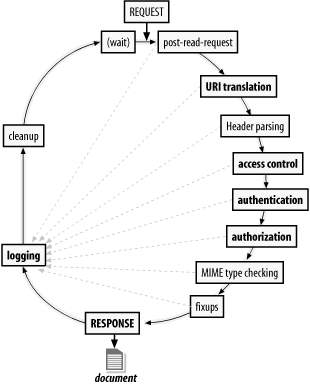 REQUEST
(wait)
post-read-request
URI translation
Header parsing
cleanup
access control
authentication
authorization
logging
MIME type checking
fixups
RESPONSE
document